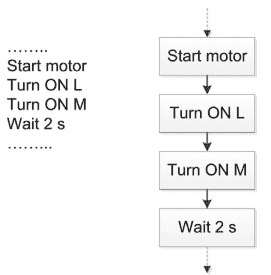 ........
Start motor
Turn ON L
Turn ON M
Wait 2 s
.........
Start motor
Turn ON L
Turn ON M
Wait 2 s